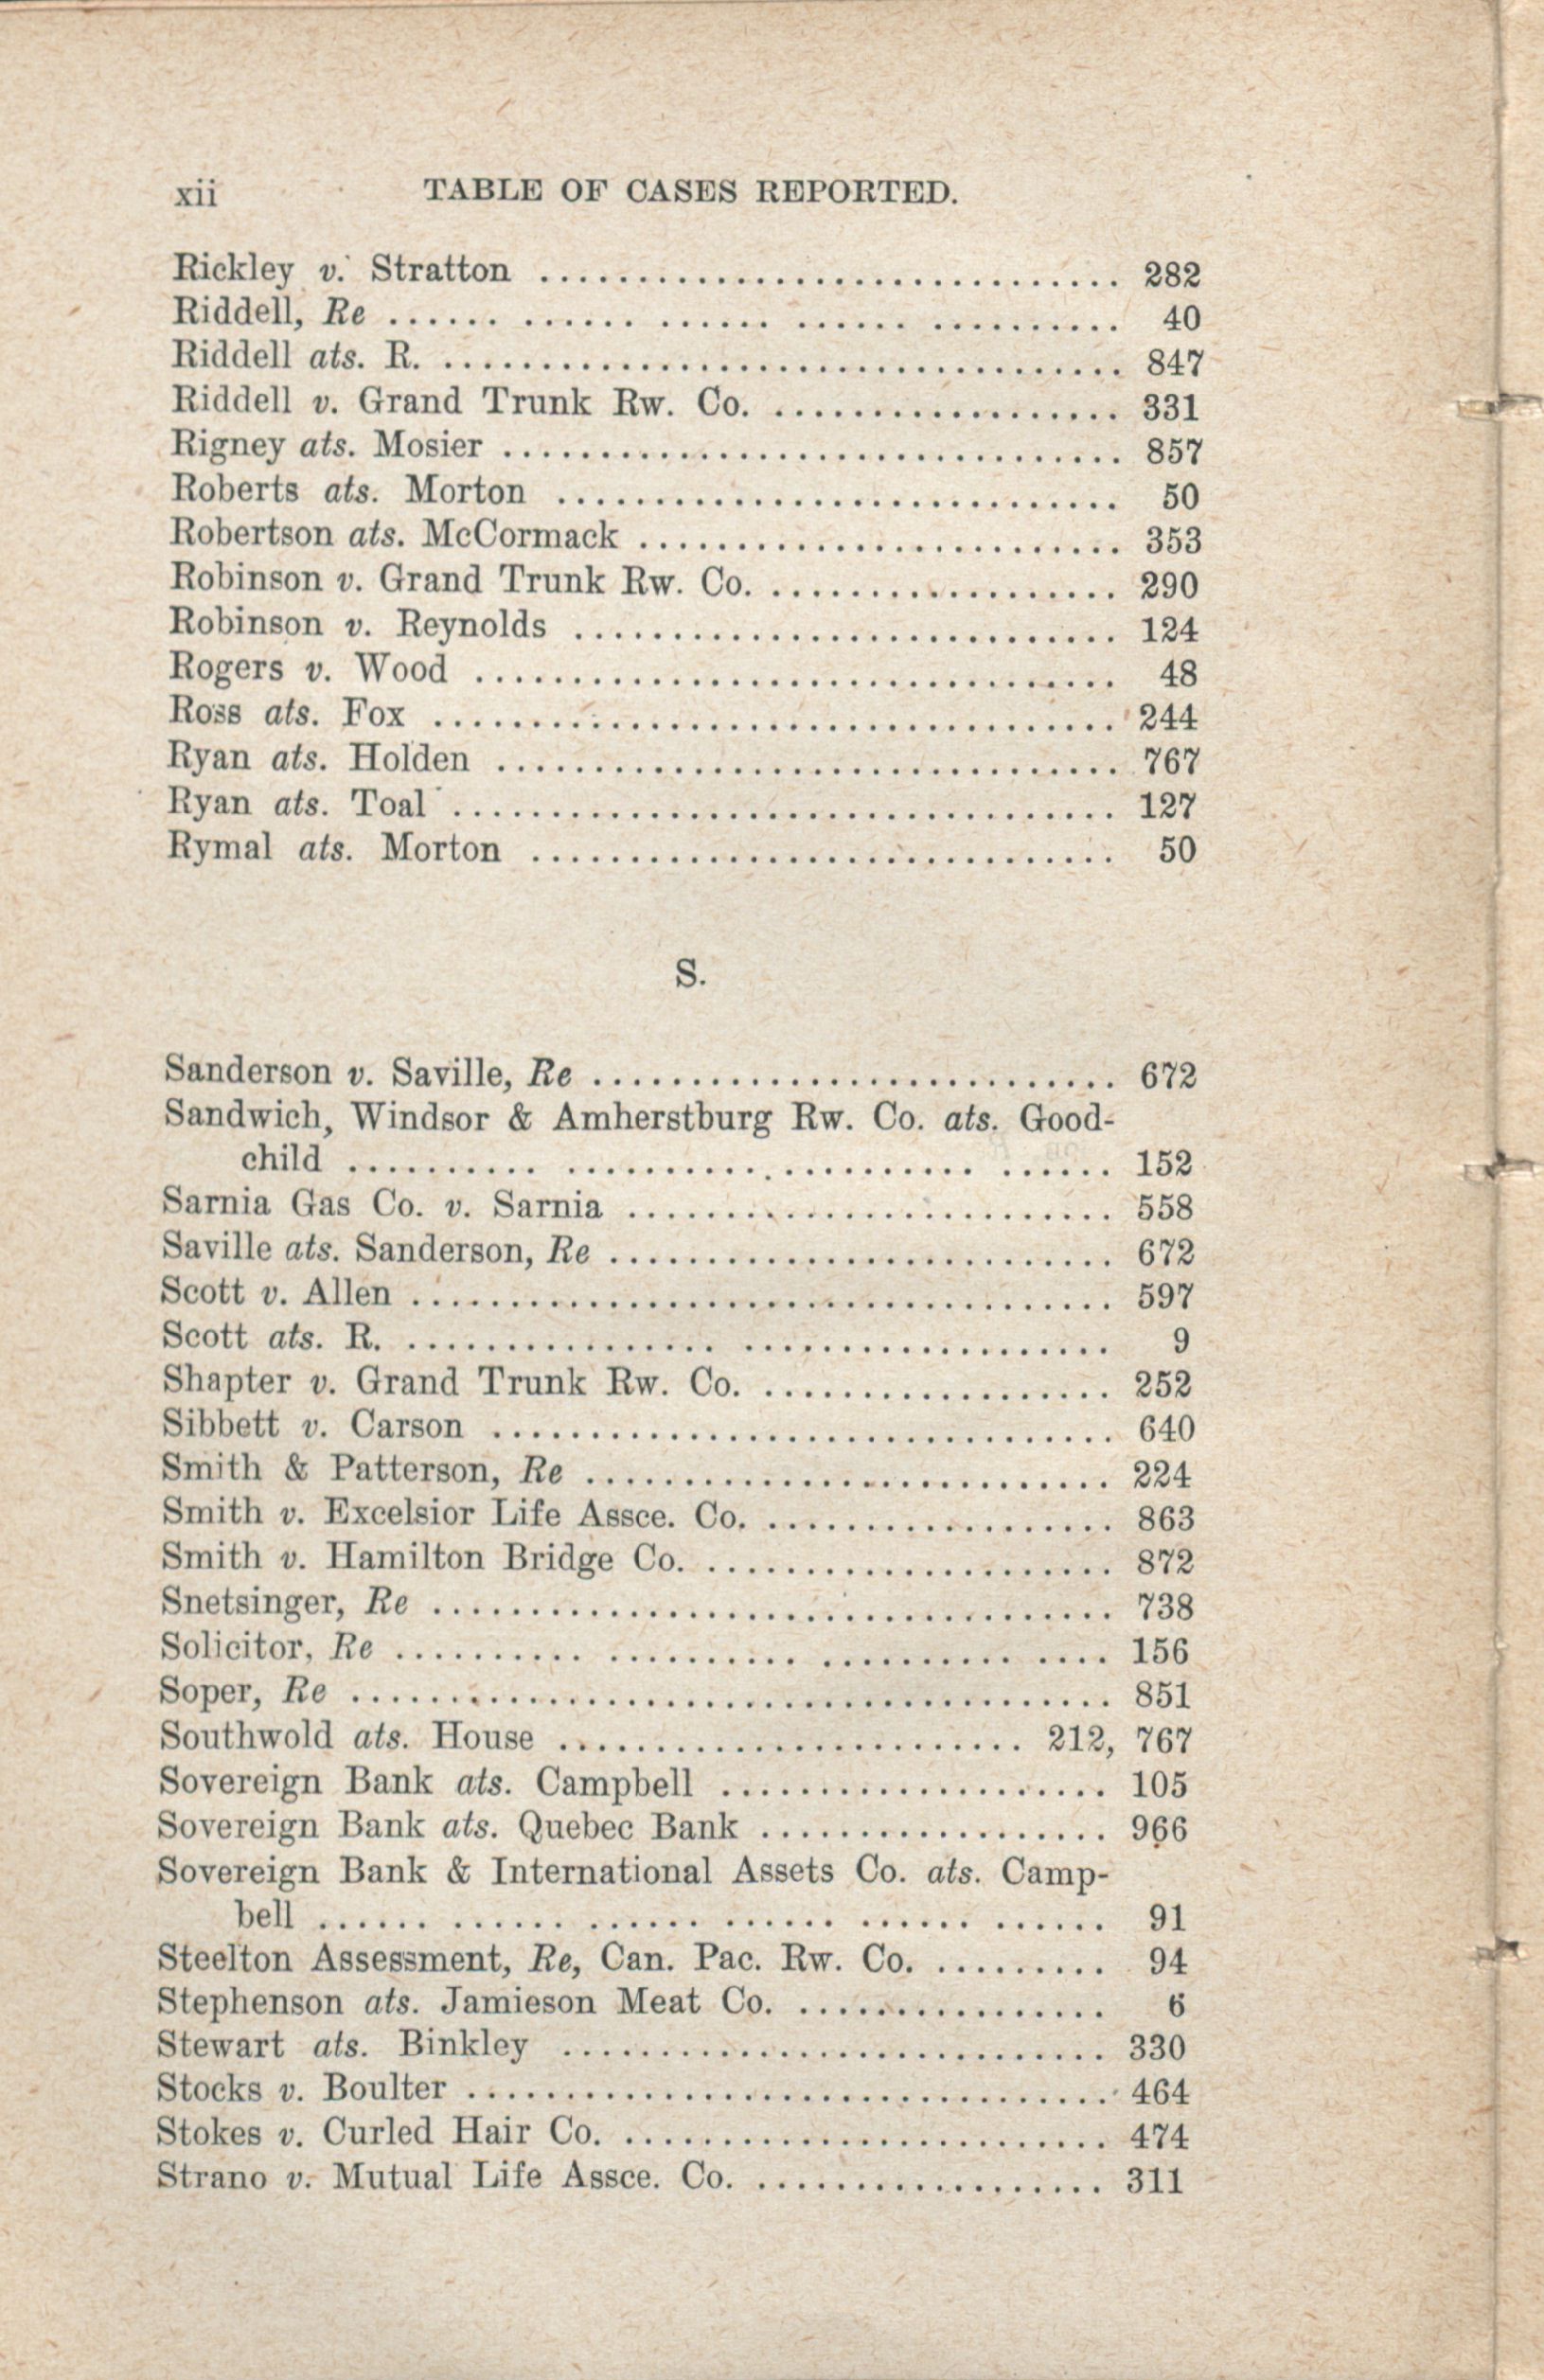 xii TABLE OF CASES REPORTED.
Rickley v. Stratton .............................. 282
Riddell, Re ...... ...... ...... ...... .......... 40
Riddell ats. R. ................................... 847
Riddell v. Grand Trunk Rw. Co. .................. 331
Rigney ats. Mosier ................................ 857
Roberts ats. Morton ............................. 50
Robertson ats. McCormack ......................... 353
Robinson v. Grand Trunk Rw. Co. .................. 290
Robinson v. Reynolds ............................ 124
Rogers v. Wood ................................. 48
Ross ats. Fox ................................... 244
Ryan ats. Holden ................................ 767
Ryan ats. Toal .................................. 127
Rymal ats. Morton .............................. 50
S.
Sanderson v. Saville, Re ........................... 672
Sandwich, Windsor & Amherstburg Rw. Co. ats. Good-
child .......... ........... .......... ...... 152
Sarnia Gas Co. v. Sarnia ......................... 558
Saville ats. Sanderson, Re .......................... 672
Scott v. Allen .................................... 597
Scott ats. R. ................ ................... 9
Shapter v. Grand Trunk Rw. Co. .................. 252
Sibbett v. Carson ................................ 640
Smith & Patterson, Re ........................... 224
Smith v. Excelsior Life Assce. Co. .................. 863
Smith v. Hamilton Bridge Co. ..................... 872
Snetsinger, Re ................................... 738
Solicitor, Re .......... .......... .......... .... 156
Soper, Re ....................................... 851
Southwold ats. House ........................ 212, 767
Sovereign Bank ats. Campbell .................... 105
Sovereign Bank ats. Quebec Bank .................. 966
Sovereign Bank & International Assets Co. ats. Camp-
bell ...... ...... ...... ...... ...... ...... 91
Steelton Assessment, Re, Can. Pac. Rw. Co. ......... 94
Stephenson ats. Jamieson Meat Co. ................ 6
Stewart ats. Binkley ............................ 330
Stocks v. Boulter ................................. 464
Stokes v. Curled Hair Co. ......................... 474
Strano v. Mutual Life Assce. Co. .................. 311